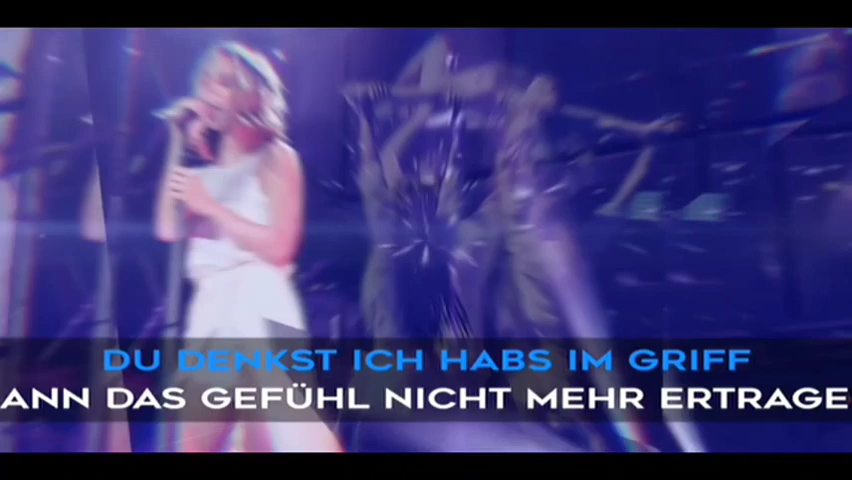 DU DENKST ICH HABS IM GRIFF
ANN DAS GEFÜHL NICHT MEHR ERTRAGE